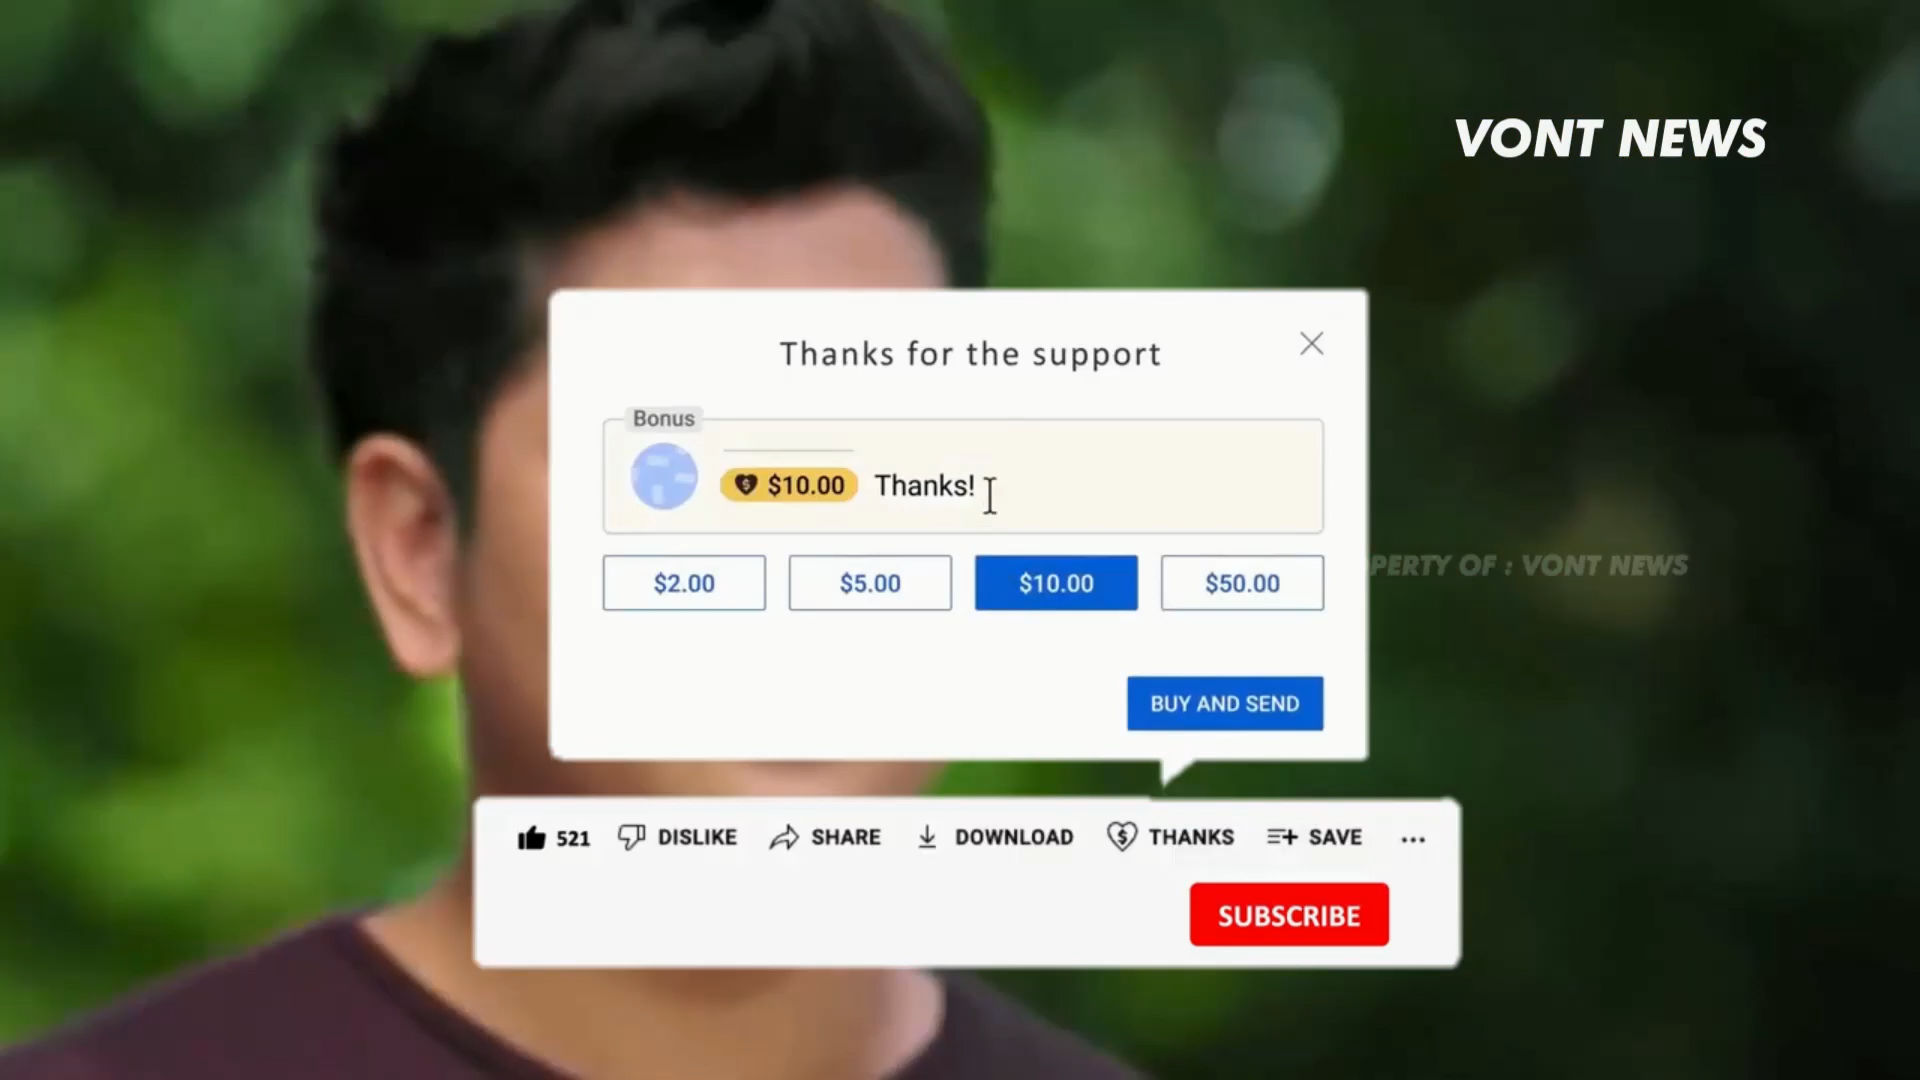 VONT NEWS
Thanks for the support
Bonus
$10.00 Thanks!
$2.00 $5.00 $10.00 $50.00
PERTY OF : VONT NEWS
BUY AND SEND
521 DISLIKE SHARE DOWNLOAD THANKS SAVE ...
SUBSCRIBE